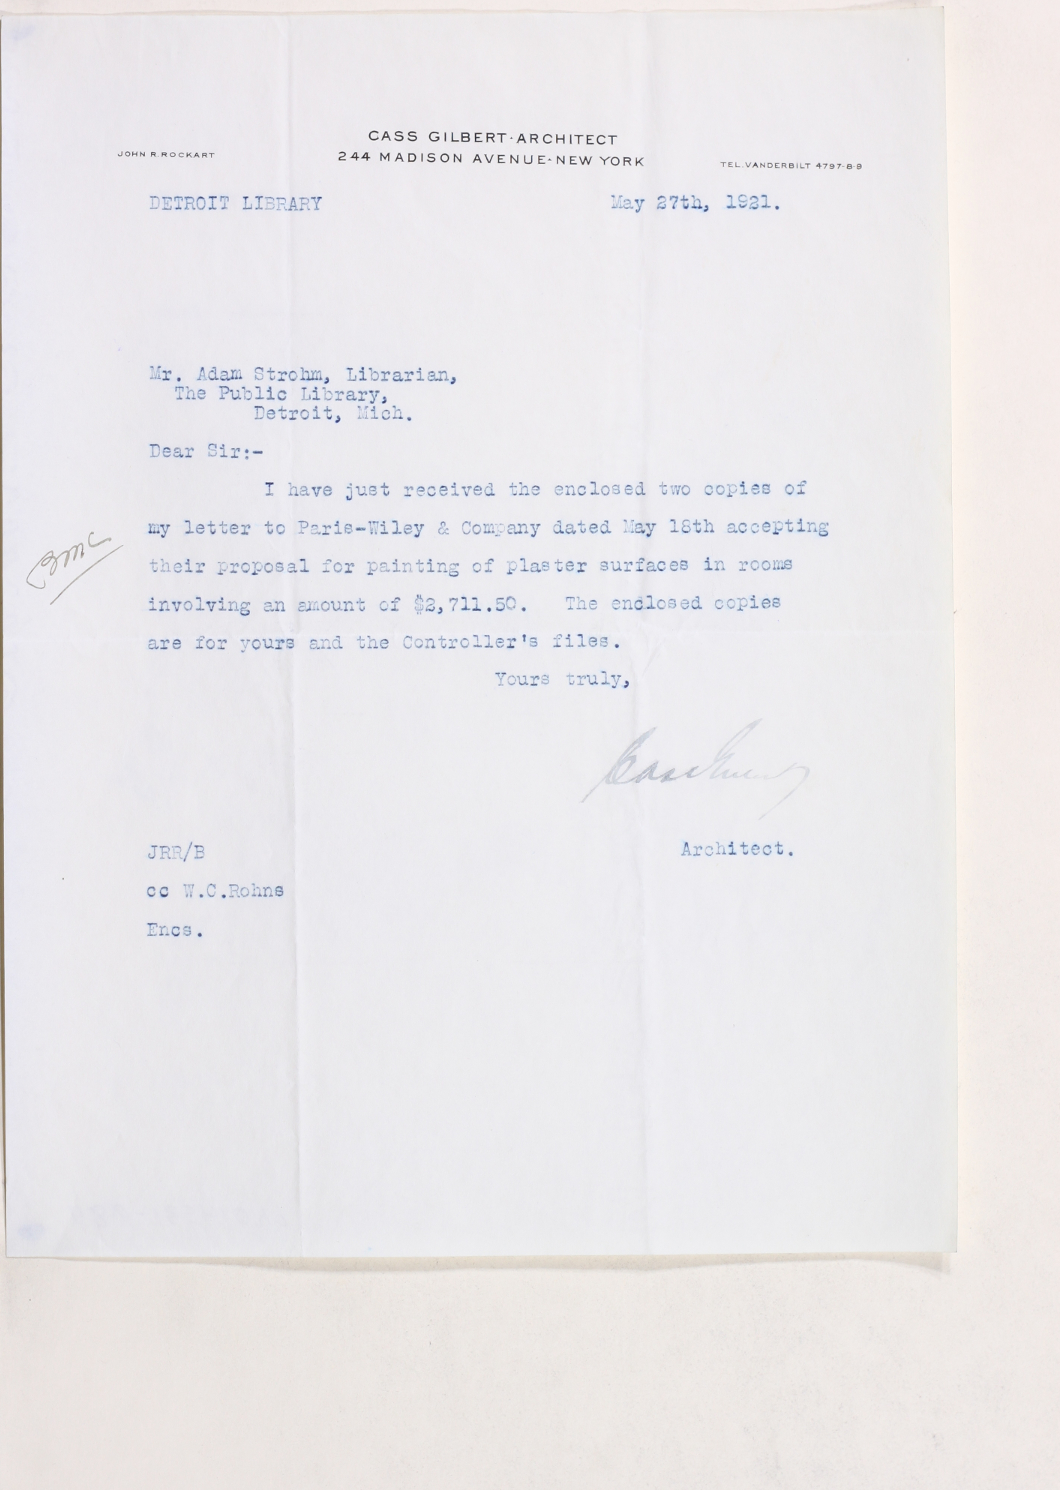 CASS GILBERT·ARCHITECT
JOHN R. ROCKART
244 MADISON AVENUE·NEW YORK
TEL. VANDERBILT 4797-8-9
DETROIT LIBRARY May 27th, 1921.
Mr. Adam Strohm, Librarian,
The Public Library,
Detroit, Mich.
Dear Sir:-
I have just received the enclosed two copies of
my letter to Paris-Wiley & Company dated May 18th accepting
their proposal for painting of plaster surfaces in rooms
involving an amount of $2,711.50. The enclosed copies
are for yours and the Controller's files.
Yours truly,
Cass Gilbert
JRR/B Architect.
cc W.C.Rohns
Encs.